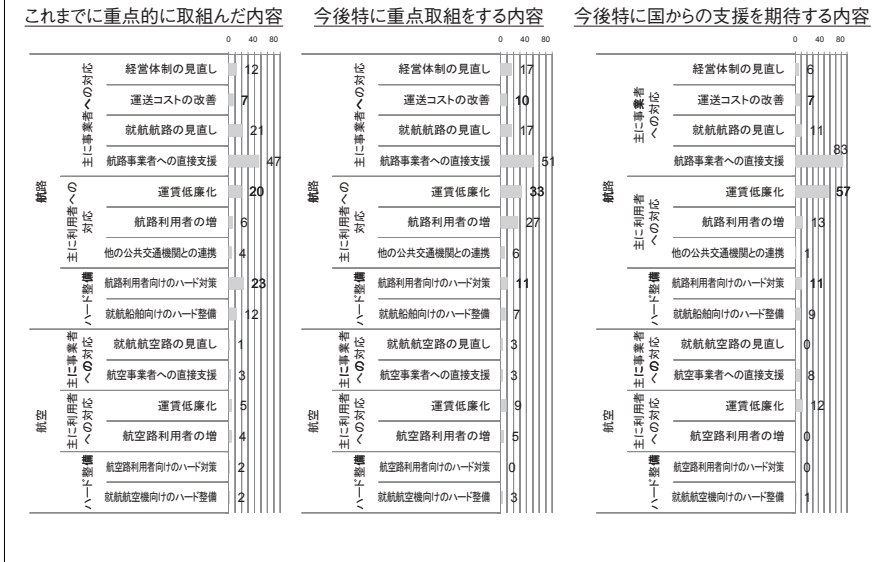 これまでに重点的に取組んだ内容
0 40 80
航路
主に事業者への対応
経営体制の見直し 12
運送コストの改善 7
就航航路の見直し 21
航路事業者への直接支援 47
主に利用者への
対応
運賃低廉化 20
航路利用者の増 6
他の公共交通機関との連携 4
ハード整備
航路利用者向けのハード対策 23
就航船舶向けのハード整備 12
航空
主に事業者
への対応
就航航空路の見直し 1
航空事業者への直接支援 3
主に利用者
への対応
運賃低廉化 5
航空路利用者の増 4
ハード整備
航空路利用者向けのハード対策 2
就航航空機向けのハード整備 2
今後特に重点取組をする内容
0 40 80
航路
主に事業者への対応
経営体制の見直し 17
運送コストの改善 10
就航航路の見直し 17
航路事業者への直接支援 51
主に利用者への
対応
運賃低廉化 33
航路利用者の増 27
他の公共交通機関との連携 6
ハード整備
航路利用者向けのハード対策 11
就航船舶向けのハード整備 7
航空
主に事業者
への対応
就航航空路の見直し 3
航空事業者への直接支援 3
主に利用者
への対応
運賃低廉化 9
航空路利用者の増 5
ハード整備
航空路利用者向けのハード対策 0
就航航空機向けのハード整備 3
今後特に国からの支援を期待する内容
0 40 80
航路
主に事業者
への対応
経営体制の見直し 6
運送コストの改善 7
就航航路の見直し 11
航路事業者への直接支援 83
主に利用者
への対応
運賃低廉化 57
航路利用者の増 13
他の公共交通機関との連携 1
ハード整備
航路利用者向けのハード対策 11
就航船舶向けのハード整備 9
航空
主に事業者
への対応
就航航空路の見直し 0
航空事業者への直接支援 8
主に利用者
への対応
運賃低廉化 12
航空路利用者の増 0
ハード整備
航空路利用者向けのハード対策 0
就航航空機向けのハード整備 1